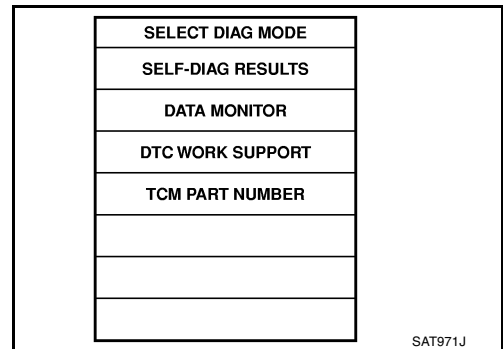 SELECT DIAG MODE
SELF-DIAG RESULTS
DATA MONITOR
DTC WORK SUPPORT
TCM PART NUMBER
SAT971J